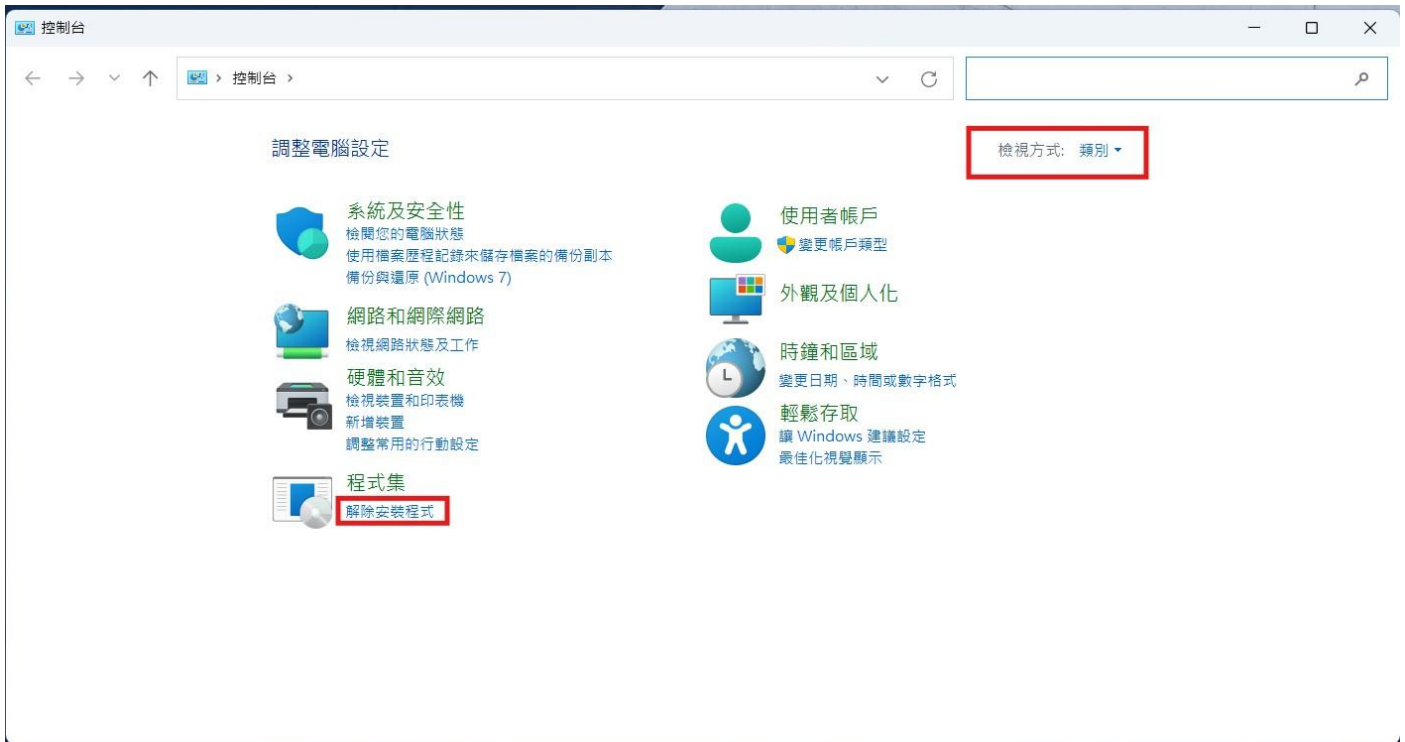 控制台
控制台
調整電腦設定
檢視方式: 類別
系統及安全性
檢閱您的電腦狀態
使用檔案歷程記錄來儲存檔案的備份副本
備份與還原 (Windows 7)
網路和網際網路
檢視網路狀態及工作
硬體和音效
檢視裝置和印表機
新增裝置
調整常用的行動設定
程式集
解除安裝程式
使用者帳戶
變更帳戶類型
外觀及個人化
時鐘和區域
變更日期、時間或數字格式
輕鬆存取
讓 Windows 建議設定
最佳化視覺顯示